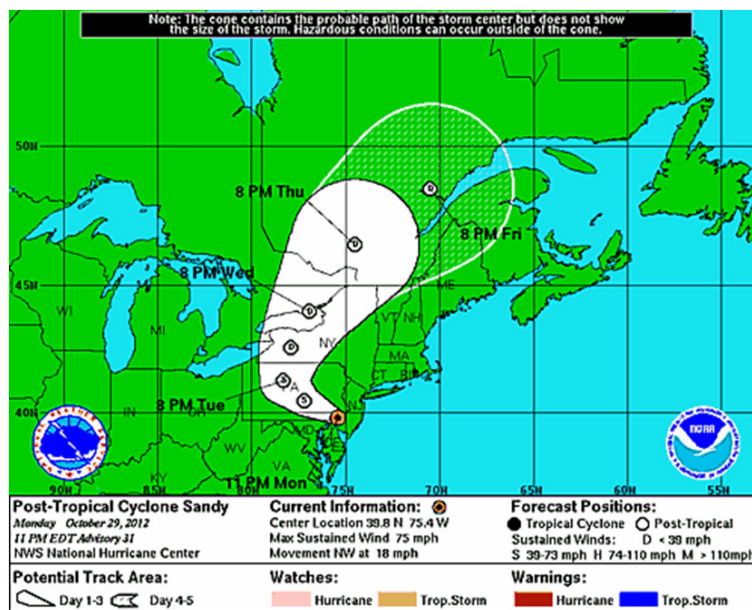 Note: The cone contains the probable path of the storm center but does not show
the size of the storm. Hazardous conditions can occur outside of the cone.
50N
8 PM Thu
8 PM Fri
8 PM Wed
45N
ME
WI
MI
VT
NH
NY
MA
CT
RI
PA
8 PM Tue
NJ
40N
IN
OH
MD
DE
WV
VA
KY
11 PM Mon
NOAA
90N
85W
80W
75W
70W
65W
60W
55W
Post-Tropical Cyclone Sandy
Monday October 29, 2012
11 PM EDT Advisory 31
NWS National Hurricane Center
Current Information:
Center Location 39.8 N 75.4 W
Max Sustained Wind 75 mph
Movement NW at 18 mph
Forecast Positions:
Tropical Cyclone Post-Tropical
Sustained Winds: D < 39 mph
S 39-73 mph H 74-110 mph M > 110mph
Potential Track Area:
Day 1-3 Day 4-5
Watches:
Hurricane Trop.Storm
Warnings:
Hurricane Trop.Storm